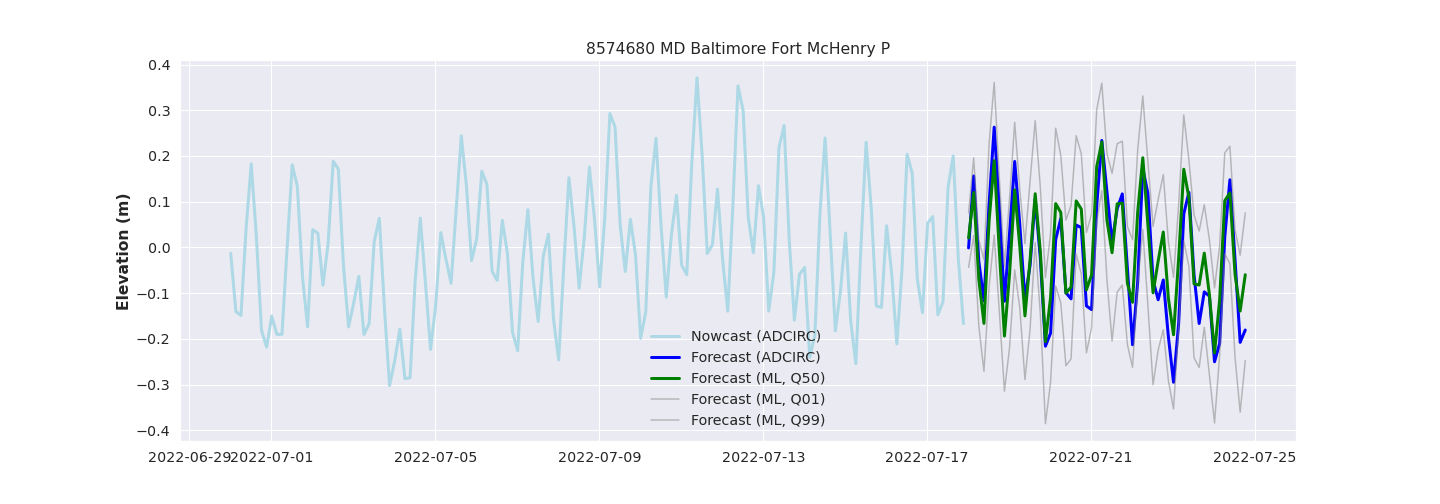 8574680 MD Baltimore Fort McHenry P
0.4
0.3
0.2
0.1
0.0
−0.1
−0.2
−0.3
−0.4
Elevation (m)
Nowcast (ADCIRC)
Forecast (ADCIRC)
Forecast (ML, Q50)
Forecast (ML, Q01)
Forecast (ML, Q99)
2022-06-29 2022-07-01 2022-07-05 2022-07-09 2022-07-13 2022-07-17 2022-07-21 2022-07-25